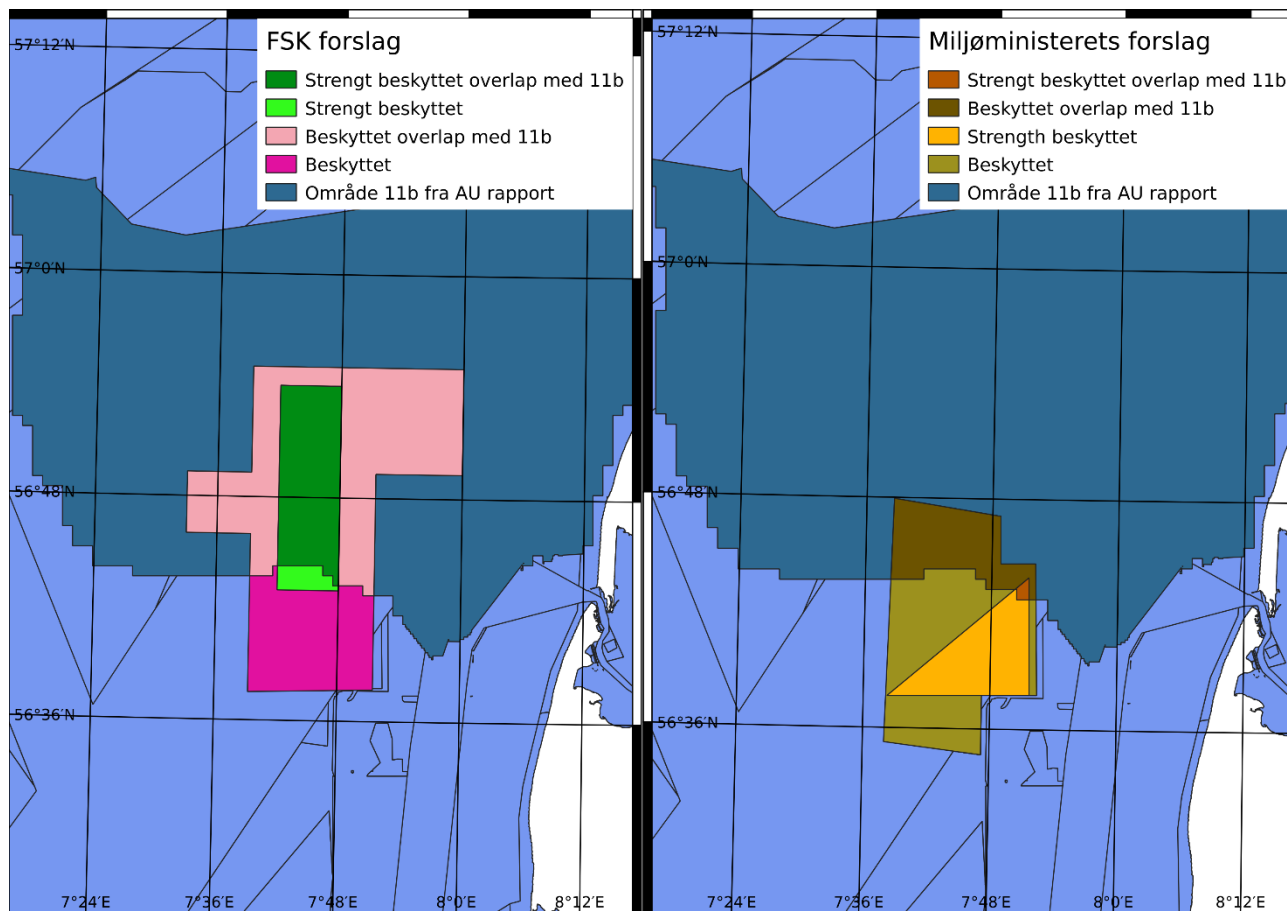 FSK forslag
Strengt beskyttet overlap med 11b
Strengt beskyttet
Beskyttet overlap med 11b
Beskyttet
Område 11b fra AU rapport
57°12′N
57°0′N
56°48′N
56°36′N
7°24′E
7°36′E
7°48′E
8°0′E
8°12′E
Miljøministerets forslag
Strengt beskyttet overlap med 11b
Beskyttet overlap med 11b
Strength beskyttet
Beskyttet
Område 11b fra AU rapport
57°12′N
57°0′N
56°48′N
56°36′N
7°24′E
7°36′E
7°48′E
8°0′E
8°12′E